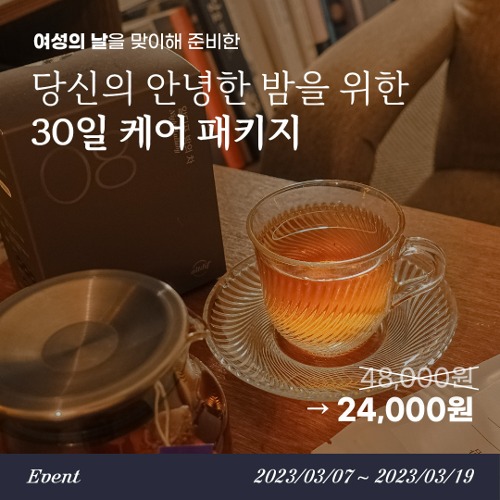 여성의 날을 맞이해 준비한
당신의 안녕한 밤을 위한
30일 케어 패키지
08
48,000원
→ 24,000원
Event
2023/03/07 ~ 2023/03/19